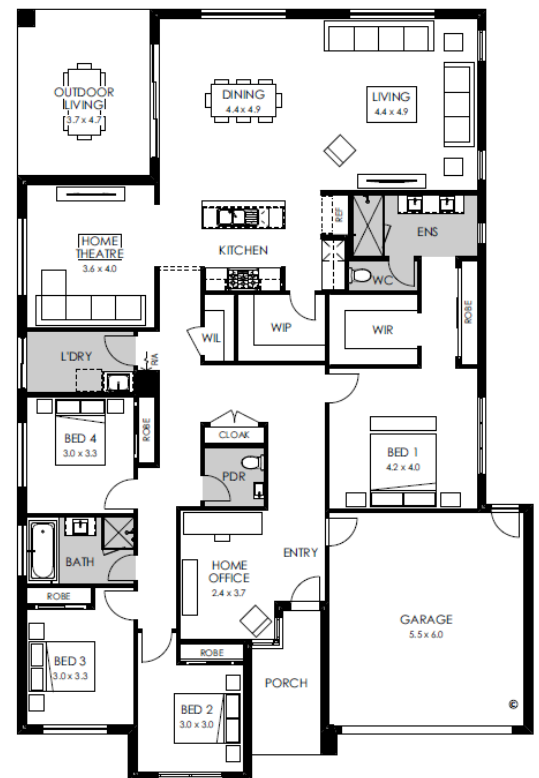 OUTDOOR
LIVING
3.7 x 4.7
DINING
4.4 x 4.9
LIVING
4.4 x 4.9
HOME
THEATRE
3.6 x 4.0
KITCHEN
REF
ENS
WC
WIL
WIP
WIR
ROBE
L'DRY
R/A
BED 4
3.0 x 3.3
ROBE
CLOAK
PDR
BED 1
4.2 x 4.0
BATH
HOME
OFFICE
2.4 x 3.7
ENTRY
ROBE
BED 3
3.0 x 3.3
ROBE
BED 2
3.0 x 3.0
PORCH
GARAGE
5.5 x 6.0
©